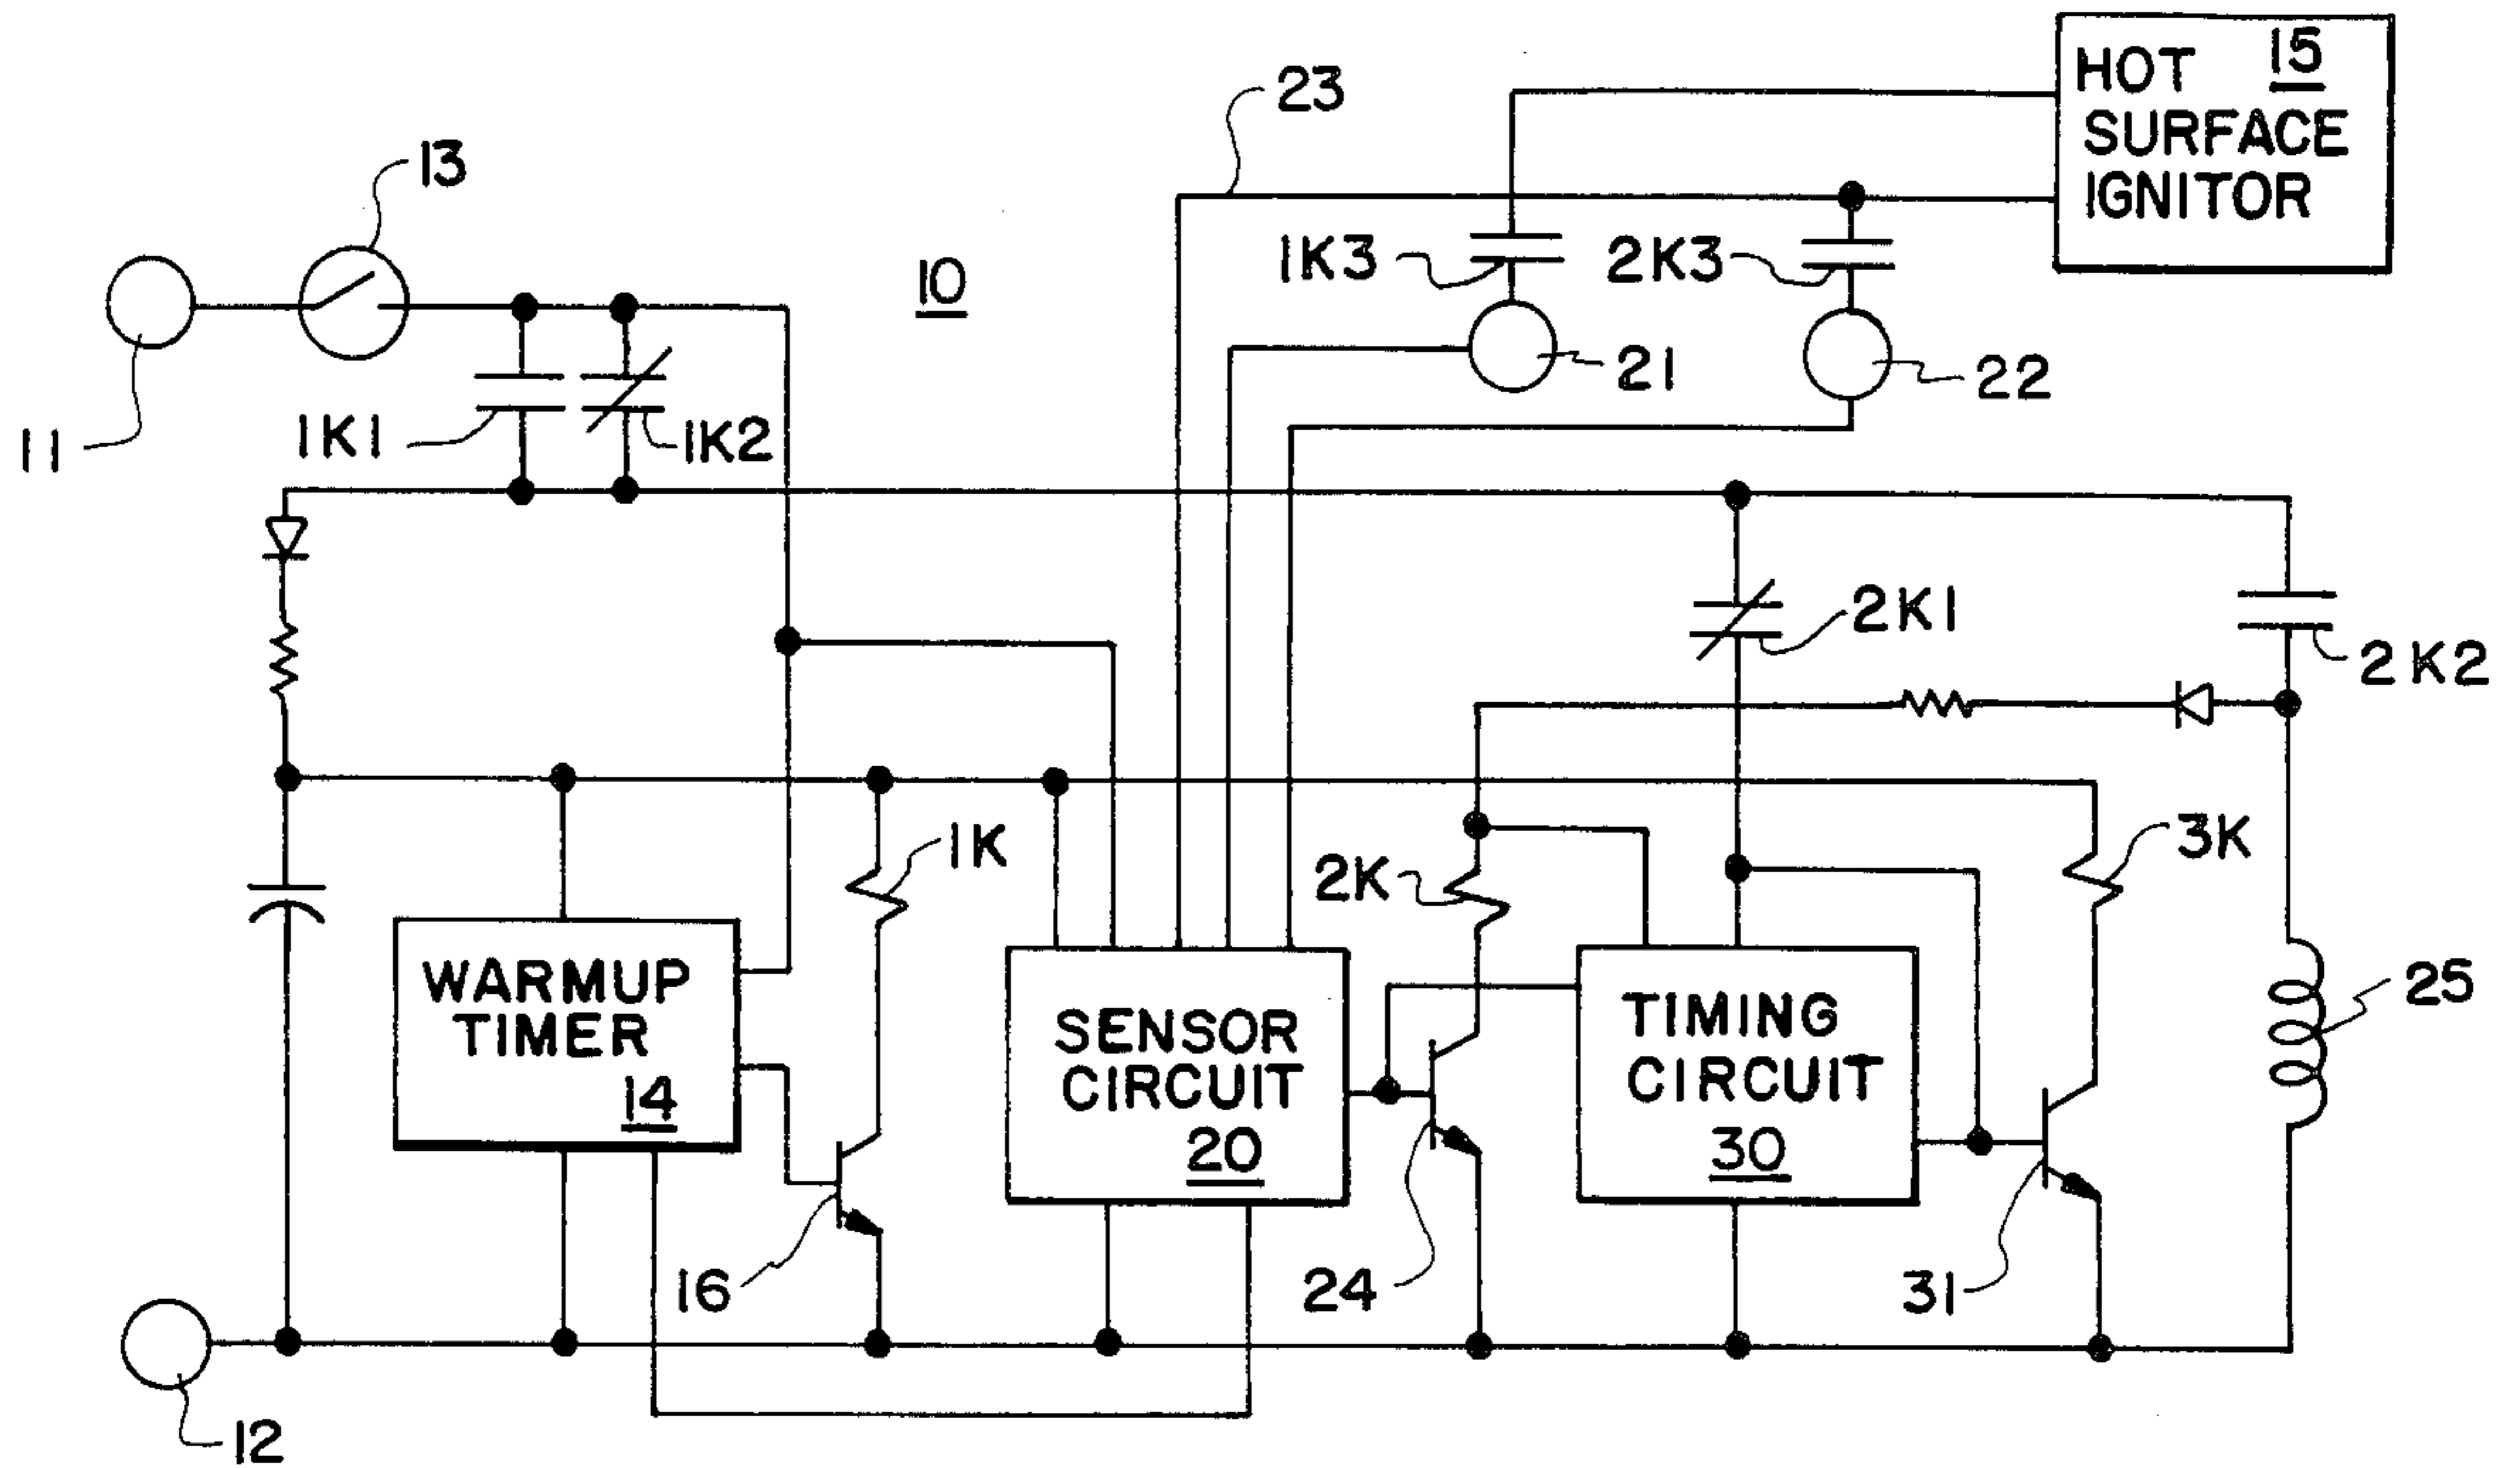 HOT 15
SURFACE
IGNITOR
23
13
10
1K3
2K3
21
22
11
1K1
1K2
2K1
2K2
1K
2K
3K
WARMUP
TIMER
14
SENSOR
CIRCUIT
20
TIMING
CIRCUIT
30
25
16
24
31
12